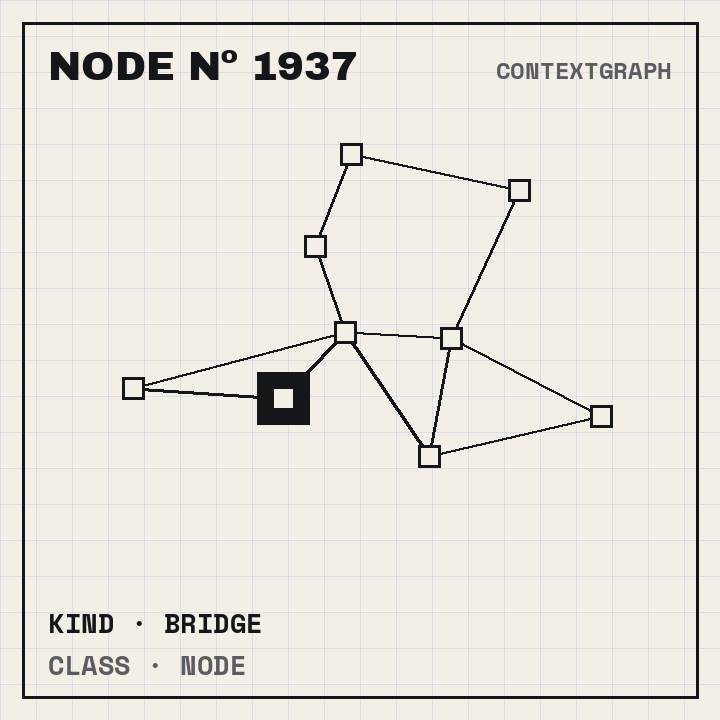 NODE Nº 1937
CONTEXTGRAPH
KIND · BRIDGE
CLASS · NODE